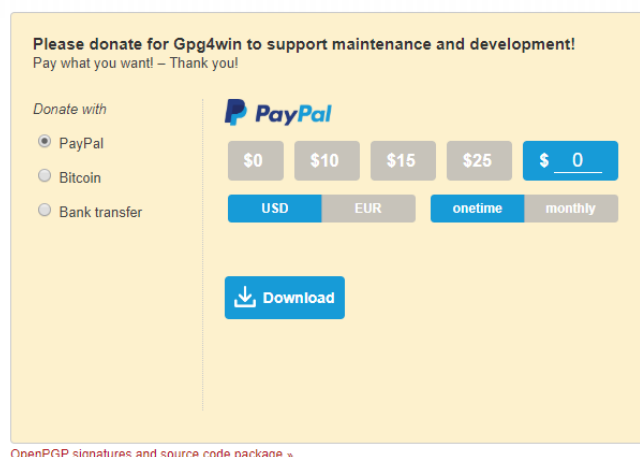 Please donate for Gpg4win to support maintenance and development!
Pay what you want! – Thank you!
Donate with
PayPal
Bitcoin
Bank transfer
PayPal
$0 $10 $15 $25 $ 0
USD EUR onetime monthly
Download
OpenPGP signatures and source code package »